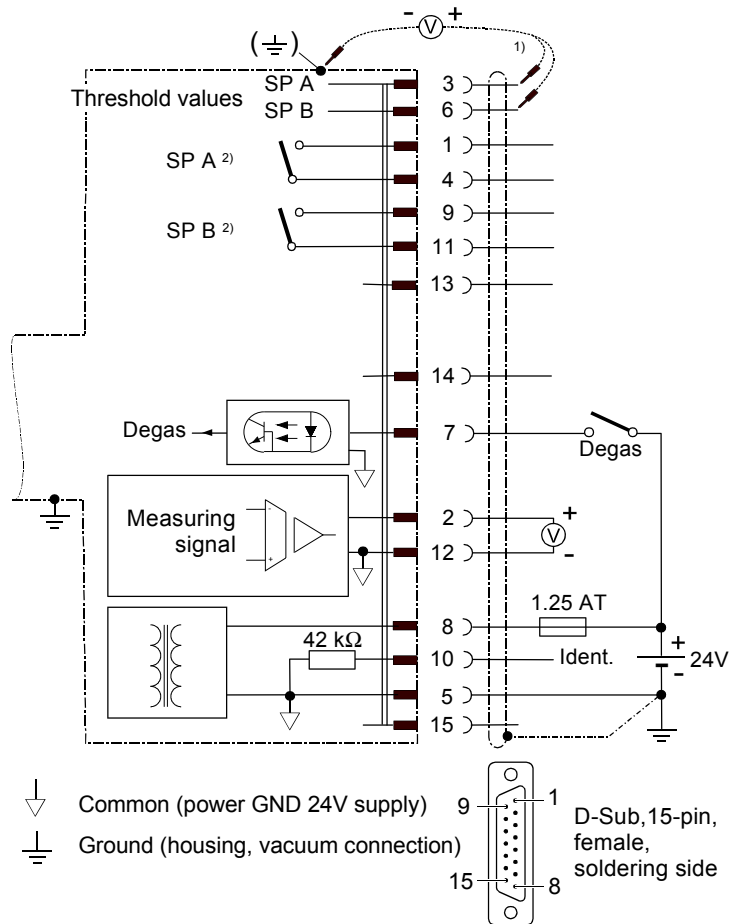 - V +
1)
(⏚)
SP A 3
Threshold values
SP B 6
1
SP A 2)
4
9
SP B 2)
11
13
14
Degas 7
Degas
Measuring
signal
- +
2 V + -
12
1.25 AT
8
42 kΩ
10 Ident.
+ - 24V
5
15
Common (power GND 24V supply)
Ground (housing, vacuum connection)
9 1
15 8
D-Sub,15-pin,
female,
soldering side